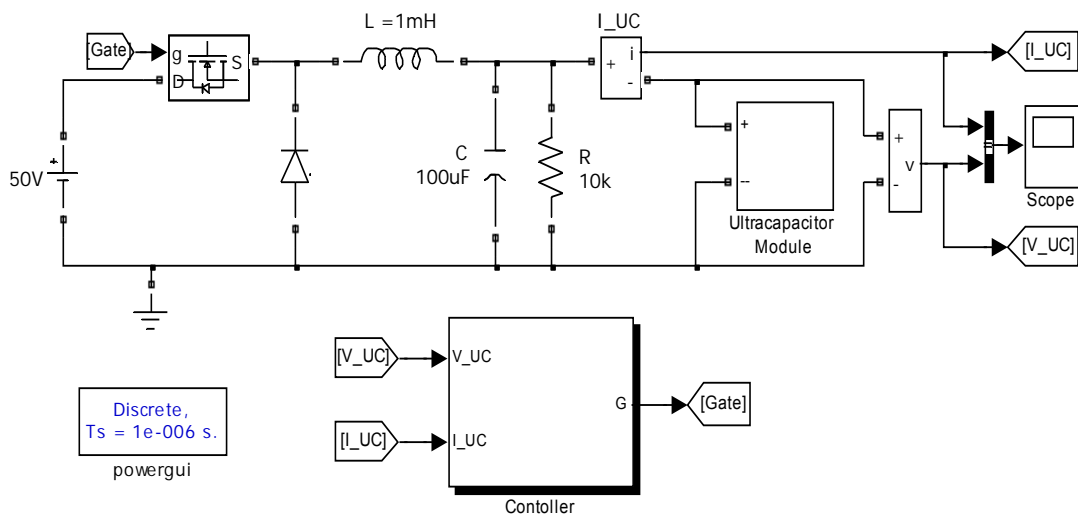 L =1mH
I_UC
[Gate]
g
D
S
+
i
-
[I_UC]
+
50V
C
100uF
R
10k
+
--
Ultracapacitor
Module
+
v
-
Scope
[V_UC]
[V_UC]
V_UC
G
[Gate]
[I_UC]
I_UC
Contoller
Discrete,
Ts = 1e-006 s.
powergui